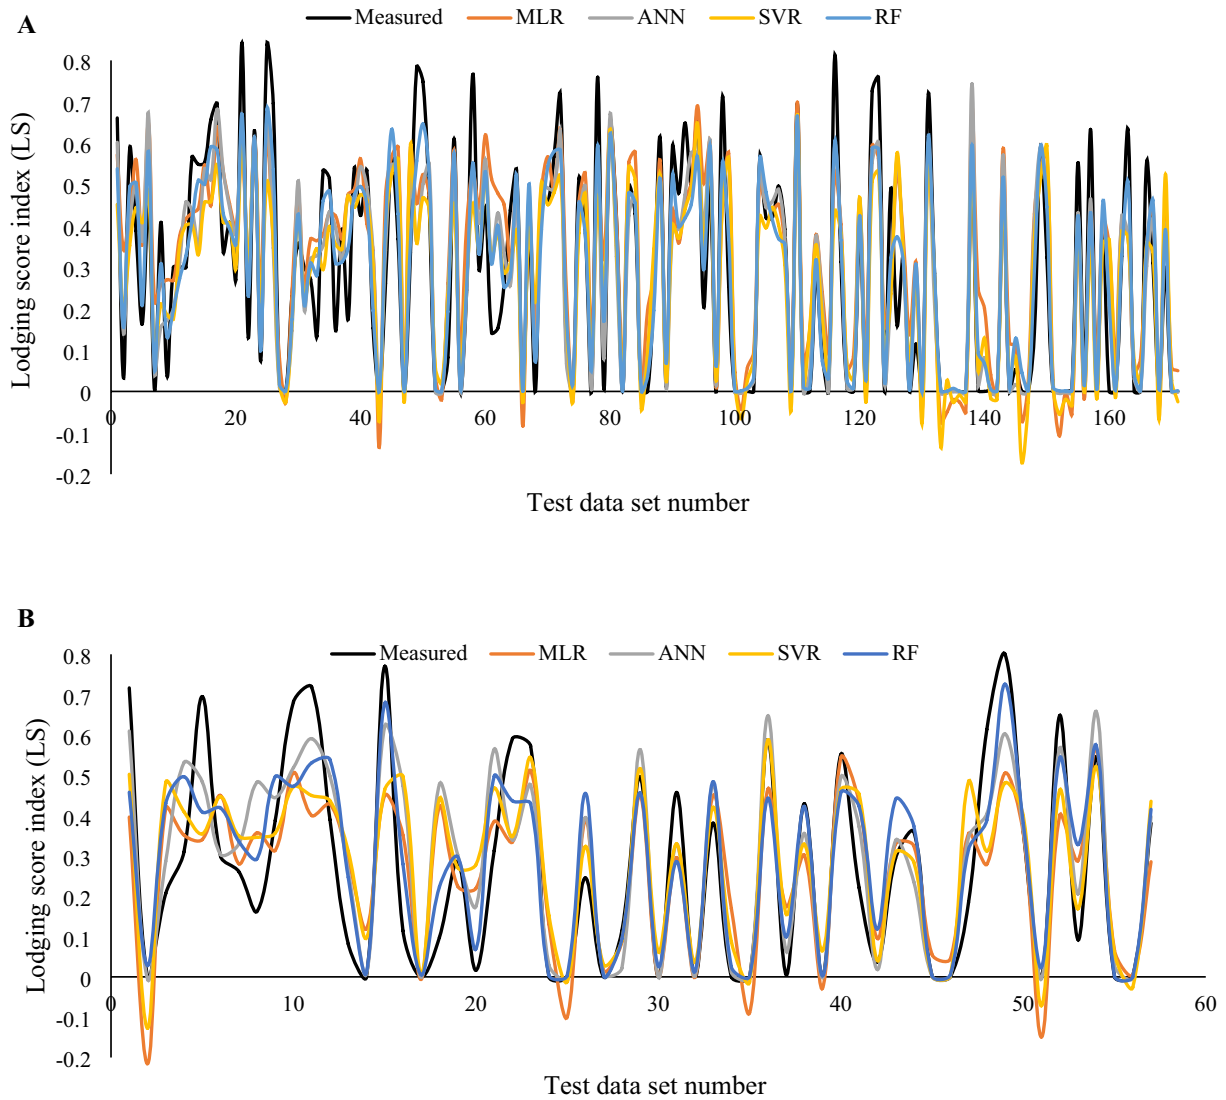 A
Measured MLR ANN SVR RF
Lodging score index (LS)
0.8
0.7
0.6
0.5
0.4
0.3
0.2
0.1
0
-0.1
-0.2
0 20 40 60 80 100 120 140 160
Test data set number
B
Measured MLR ANN SVR RF
Lodging score index (LS)
0.8
0.7
0.6
0.5
0.4
0.3
0.2
0.1
0
-0.1
-0.2
0 10 20 30 40 50 60
Test data set number